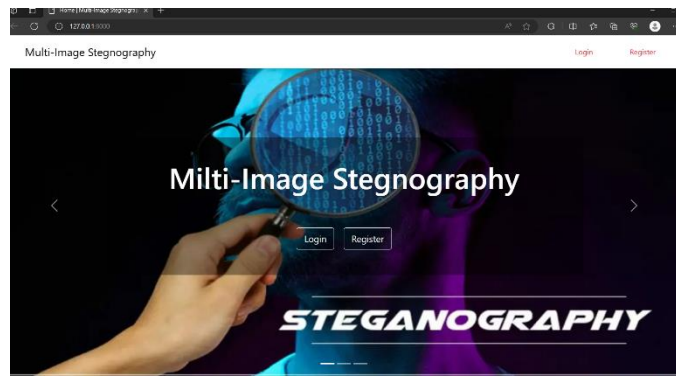 Home | Multi-Image Stegnogra
127.0.0.1:8000
Multi-Image Stegnography
Login Register
Milti-Image Stegnography
Login Register
STEGANOGRAPHY